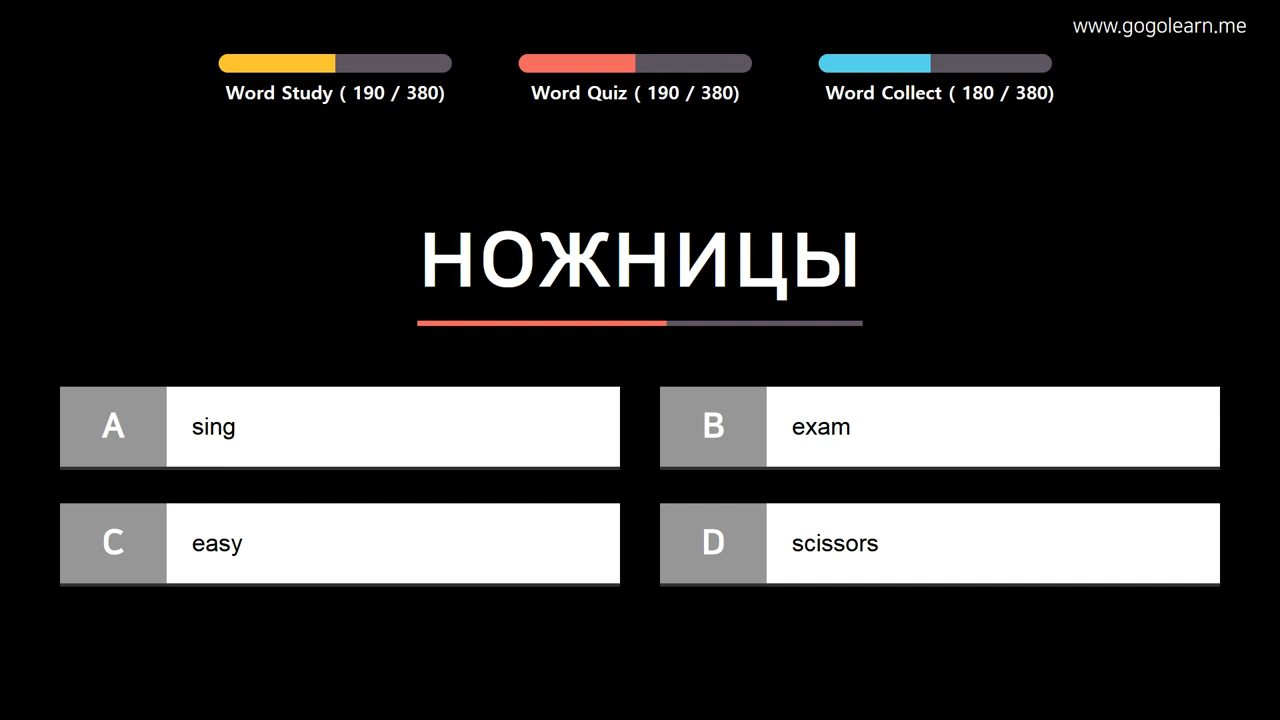 www.gogolearn.me
Word Study ( 190 / 380)
Word Quiz ( 190 / 380)
Word Collect ( 180 / 380)
НОЖНИЦЫ
A sing
B exam
C easy
D scissors